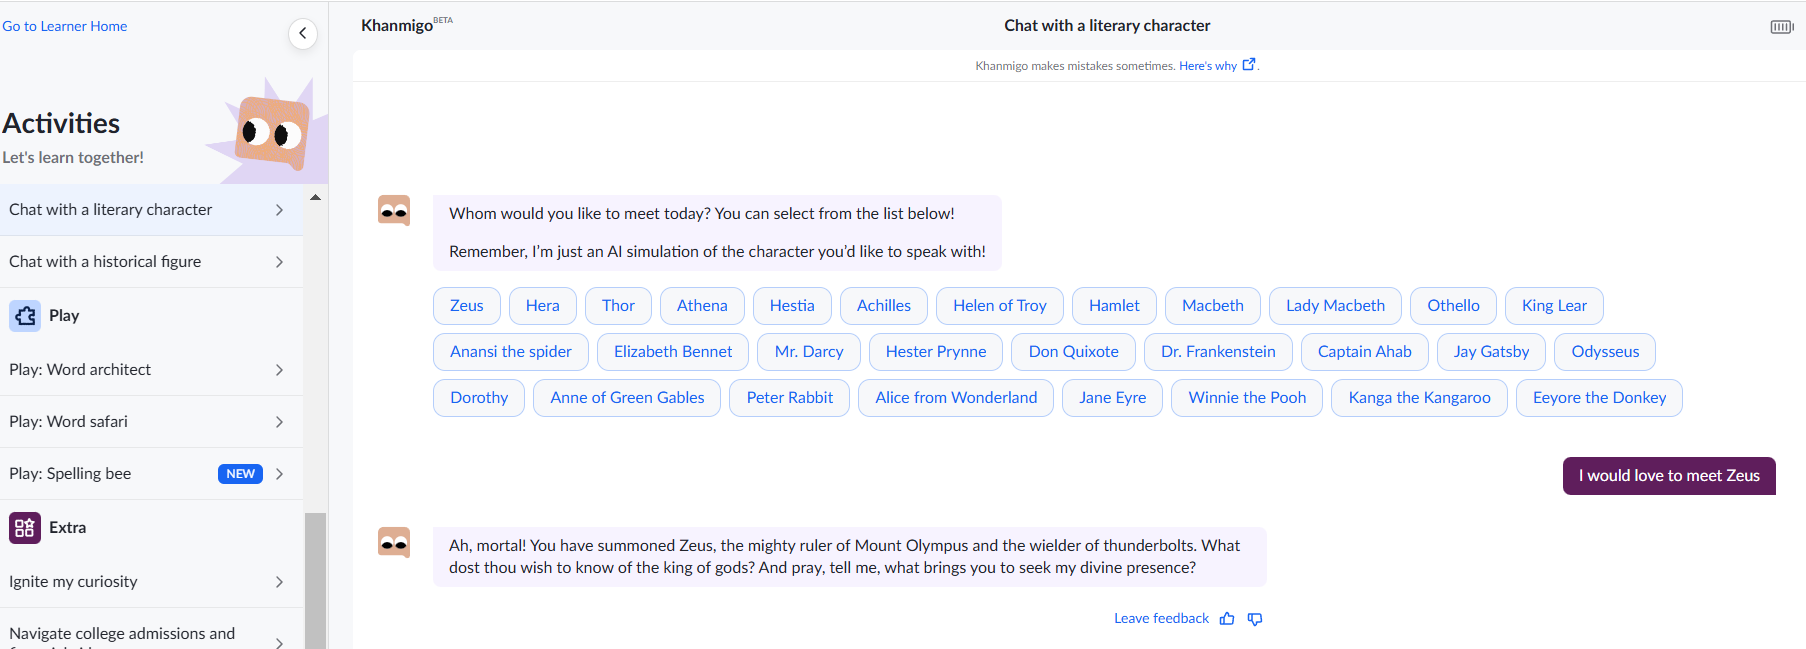 Go to Learner Home
Activities
Let's learn together!
Chat with a literary character
Chat with a historical figure
Play
Play: Word architect
Play: Word safari
Play: Spelling bee NEW
Extra
Ignite my curiosity
Navigate college admissions and
Khanmigo BETA
Chat with a literary character
Khanmigo makes mistakes sometimes. Here's why .
Whom would you like to meet today? You can select from the list below!
Remember, I’m just an AI simulation of the character you’d like to speak with!
Zeus Hera Thor Athena Hestia Achilles Helen of Troy Hamlet Macbeth Lady Macbeth Othello King Lear
Anansi the spider Elizabeth Bennet Mr. Darcy Hester Prynne Don Quixote Dr. Frankenstein Captain Ahab Jay Gatsby Odysseus
Dorothy Anne of Green Gables Peter Rabbit Alice from Wonderland Jane Eyre Winnie the Pooh Kanga the Kangaroo Eeyore the Donkey
I would love to meet Zeus
Ah, mortal! You have summoned Zeus, the mighty ruler of Mount Olympus and the wielder of thunderbolts. What
dost thou wish to know of the king of gods? And pray, tell me, what brings you to seek my divine presence?
Leave feedback